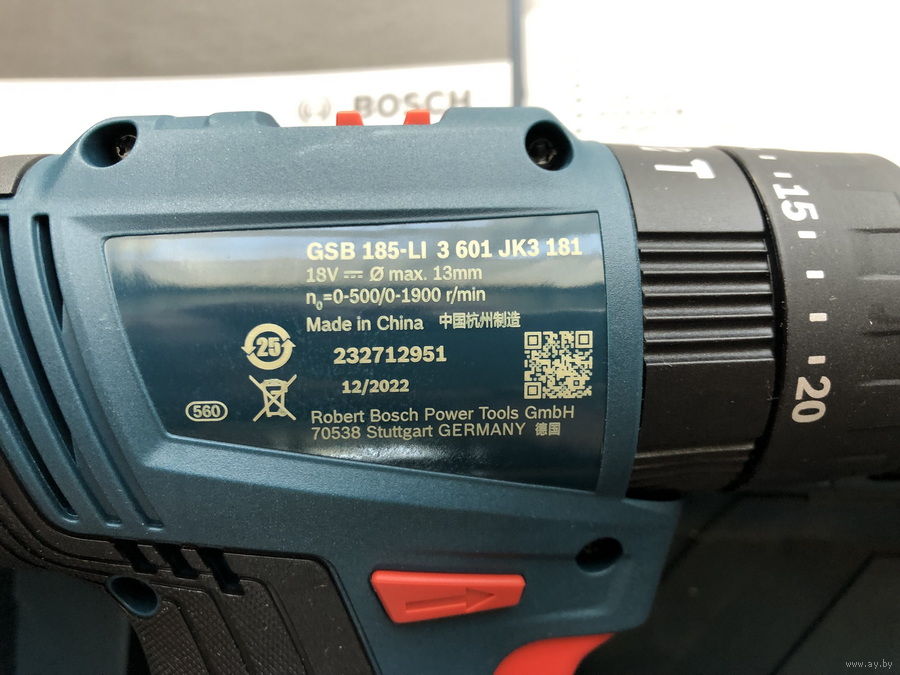 BOSCH
GSB 185-LI 3 601 JK3 181
18V ⎓ Ø max. 13mm
n₀=0-500/0-1900 r/min
Made in China 中国杭州制造
25
232712951
12/2022
560
Robert Bosch Power Tools GmbH
70538 Stuttgart GERMANY 德国
T
15
20
www.ay.by